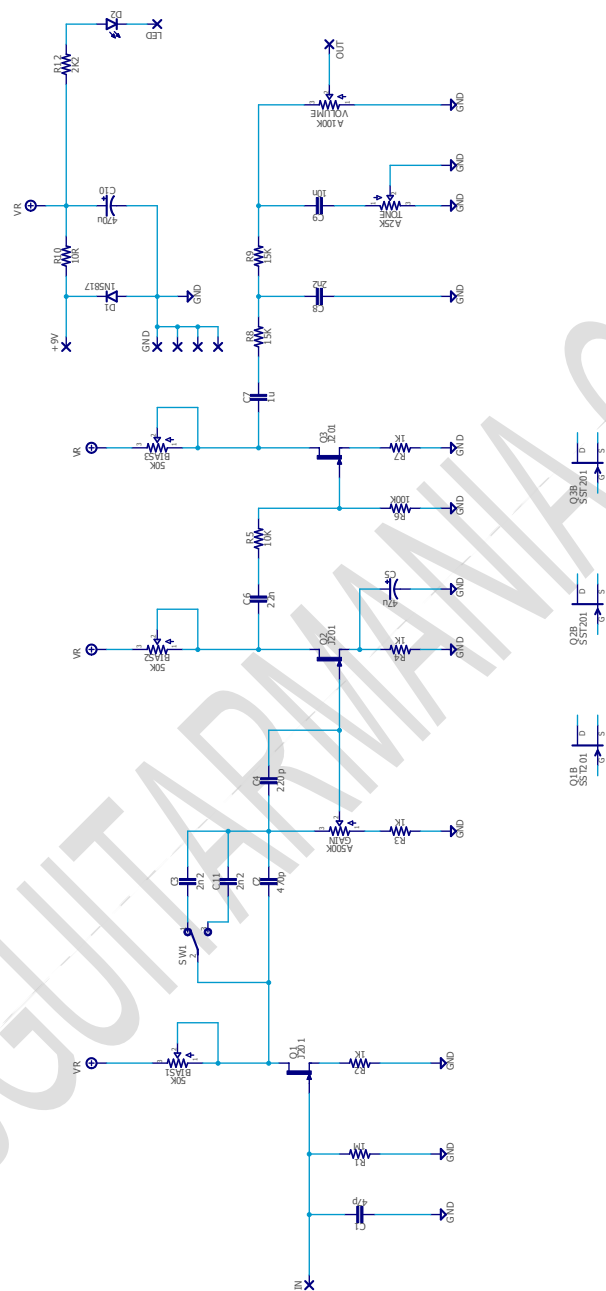 VR
+9V
R10
10R
R12
2K2
D2
LED
D1
1N5817
C10
470u
GND
GND
VR
BIAS1
50K
SW1
1
2
3
C3
2n2
C11
2n2
C2
470p
C4
220p
Q1
J201
R2
1K
GND
IN
C1
47p
GND
R1
1M
GND
A500K
GAIN
R3
1K
GND
VR
BIAS2
50K
Q2
J201
R4
1K
GND
C5
47u
GND
C6
22n
R5
10K
R6
100K
GND
VR
BIAS3
50K
Q3
J201
R7
1K
GND
C7
1u
R8
15K
R9
15K
C8
2n2
GND
C9
10n
A25K
TONE
GND
GND
A100K
VOLUME
OUT
GND
Q1B
SST201
D
G
S
Q2B
SST201
D
G
S
Q3B
SST201
D
G
S
GUITARMANIA